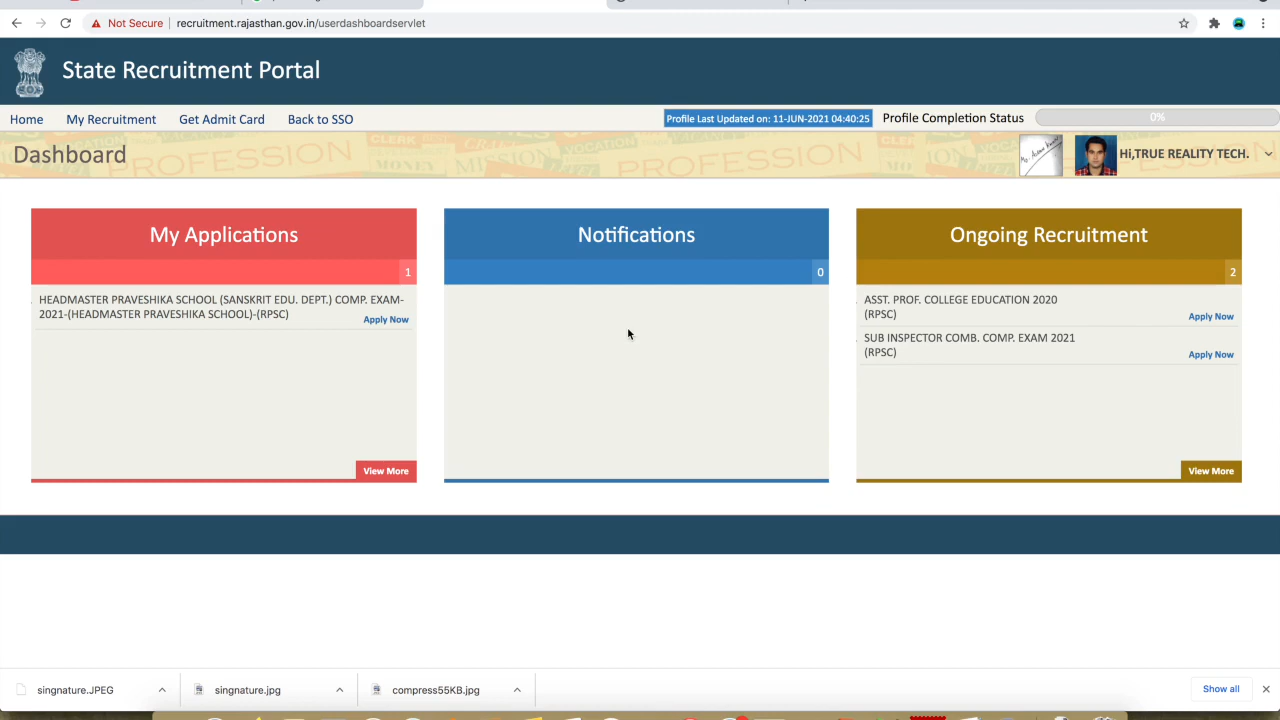 Not Secure
recruitment.rajasthan.gov.in/userdashboardservlet
State Recruitment Portal
Home
My Recruitment
Get Admit Card
Back to SSO
Profile Last Updated on: 11-JUN-2021 04:40:25
Profile Completion Status
0%
Dashboard
Hi,TRUE REALITY TECH.
My Applications
1
HEADMASTER PRAVESHIKA SCHOOL (SANSKRIT EDU. DEPT.) COMP. EXAM-
2021-(HEADMASTER PRAVESHIKA SCHOOL)-(RPSC)
Apply Now
View More
Notifications
0
Ongoing Recruitment
2
ASST. PROF. COLLEGE EDUCATION 2020
(RPSC)
Apply Now
SUB INSPECTOR COMB. COMP. EXAM 2021
(RPSC)
Apply Now
View More
singnature.JPEG
singnature.jpg
compress55KB.jpg
Show all